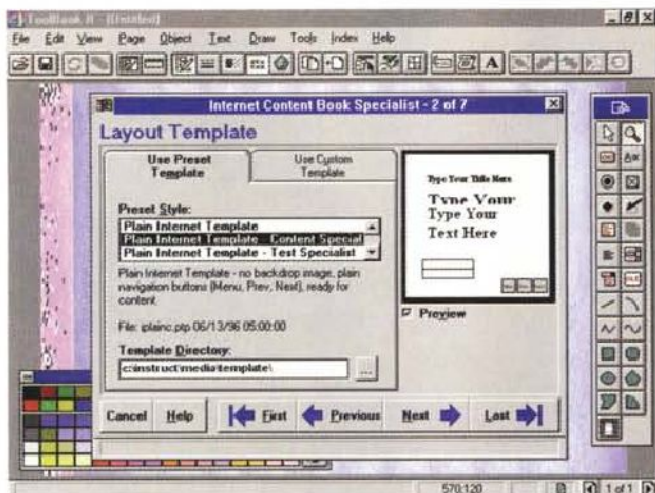 ToolBook II - [Untitled]
File Edit View Page Object Text Draw Tools Index Help
Internet Content Book Specialist - 2 of 7
Layout Template
Use Preset
Template
Use Custom
Template
Preset Style:
Plain Internet Template
Plain Internet Template - Content Special
Plain Internet Template - Test Specialist
Plain Internet Template - no backdrop image, plain
navigation buttons (Menu, Prev, Next), ready for
content.
File: iplainc.ptp 06/13/96 05:00:00
Template Directory:
c:\instruct\media\template\
...
Type Your Title Here
Type Your
Type Your
Text Here
Preview
Cancel Help First Previous Next Last
570:120 1 of 1